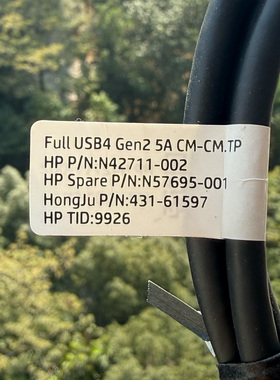 Full USB4 Gen2 5A CM-CM.TP
HP P/N:N42711-002
HP Spare P/N:N57695-001
HongJu P/N:431-61597
HP TID:9926